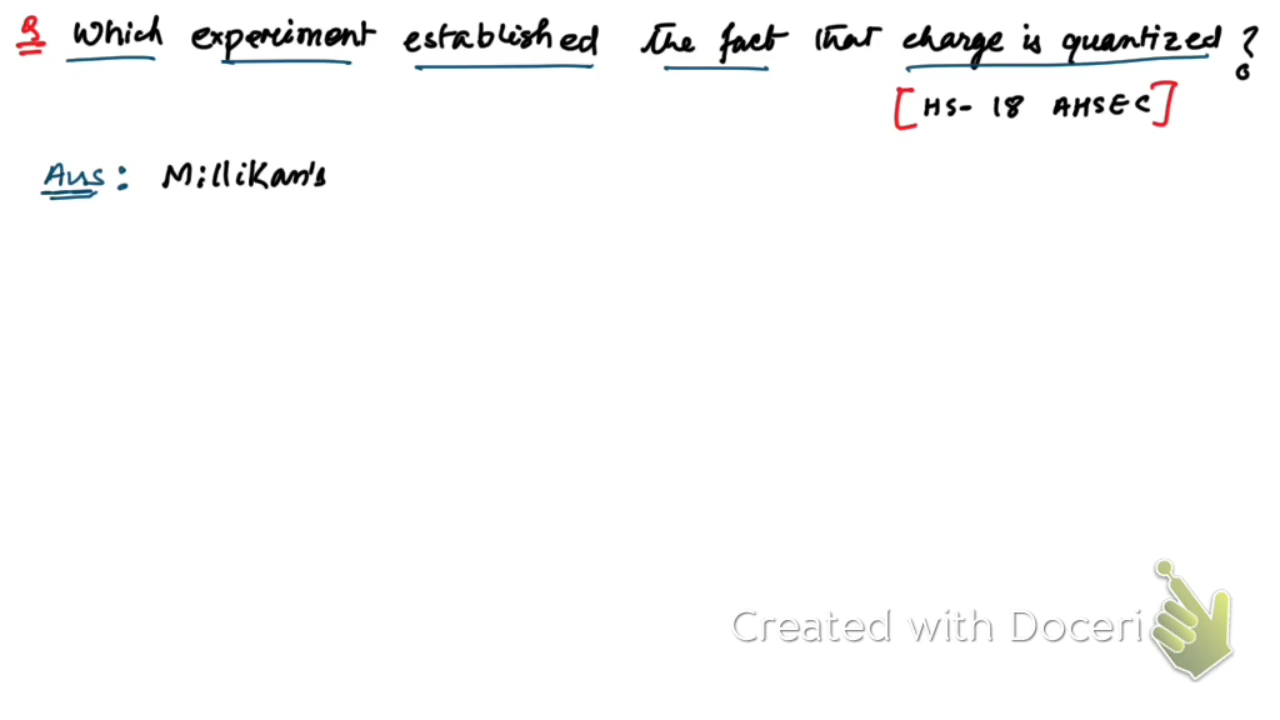 Q Which experiment established the fact that charge is quantized ?
[HS- 18 AHSEC]
Ans: Millikan's
Created with Doceri